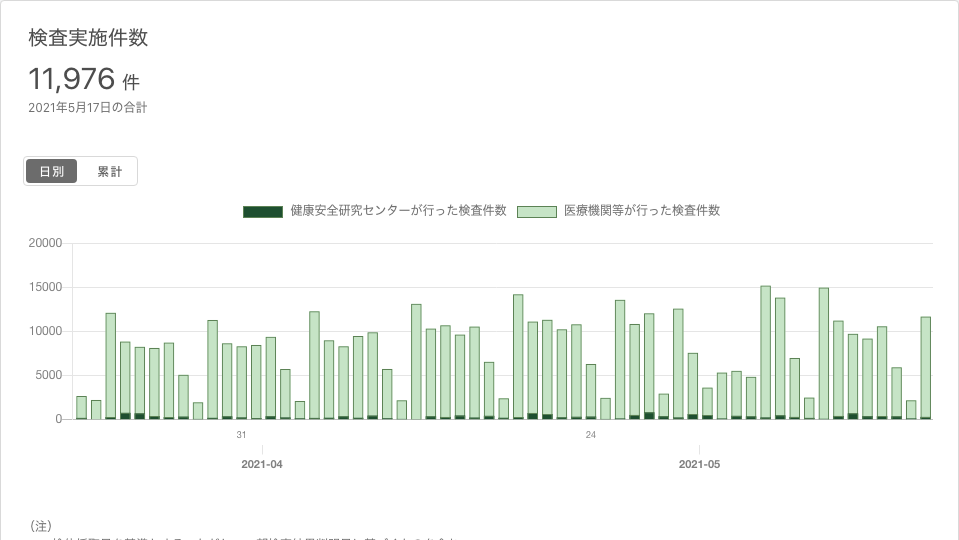 検査実施件数
11,976 件
2021年5月17日の合計
日別 累計
健康安全研究センターが行った検査件数 医療機関等が行った検査件数
20000
15000
10000
5000
0
31 24
2021-04 2021-05
（注）